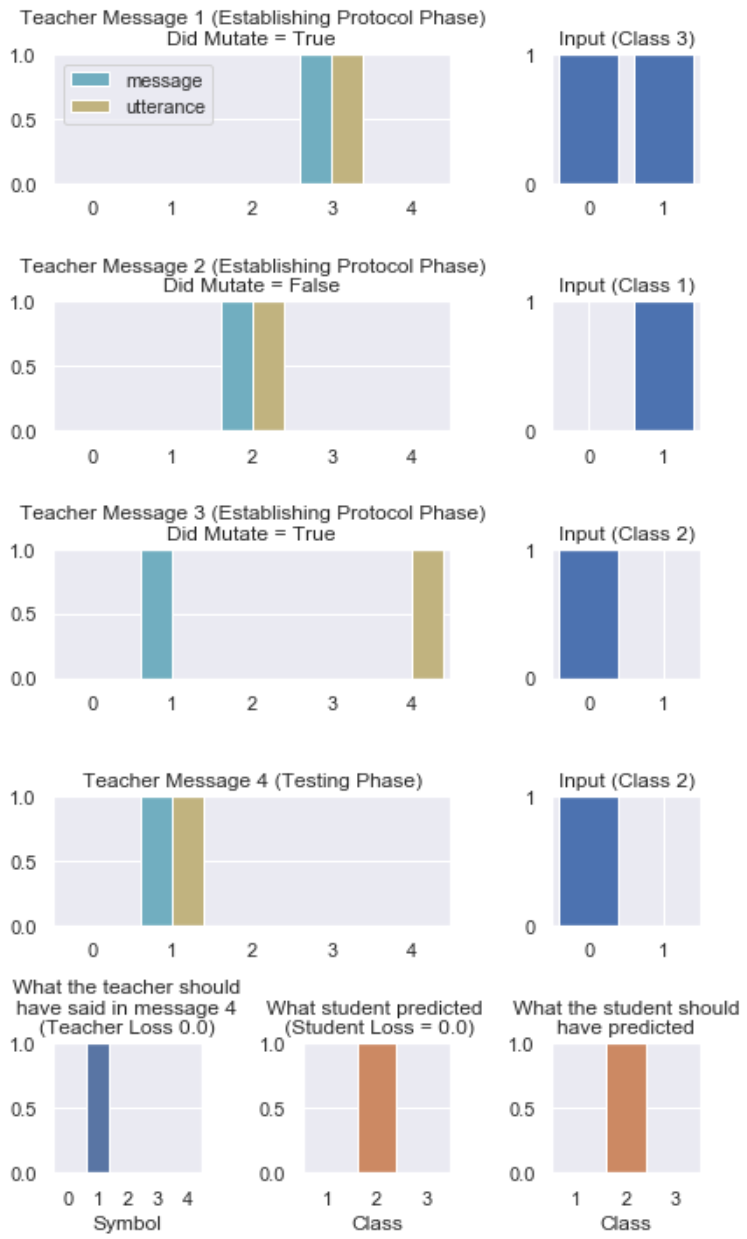 Teacher Message 1 (Establishing Protocol Phase)
Did Mutate = True
Input (Class 3)
1.0
0.5
0.0
message
utterance
0 1 2 3 4
1
0
0 1
Teacher Message 2 (Establishing Protocol Phase)
Did Mutate = False
Input (Class 1)
1.0
0.5
0.0
0 1 2 3 4
1
0
0 1
Teacher Message 3 (Establishing Protocol Phase)
Did Mutate = True
Input (Class 2)
1.0
0.5
0.0
0 1 2 3 4
1
0
0 1
Teacher Message 4 (Testing Phase)
Input (Class 2)
1.0
0.5
0.0
0 1 2 3 4
1
0
0 1
What the teacher should
have said in message 4
(Teacher Loss 0.0)
1.0
0.5
0.0
0 1 2 3 4
Symbol
What student predicted
(Student Loss = 0.0)
1.0
0.5
0.0
1 2 3
Class
What the student should
have predicted
1.0
0.5
0.0
1 2 3
Class